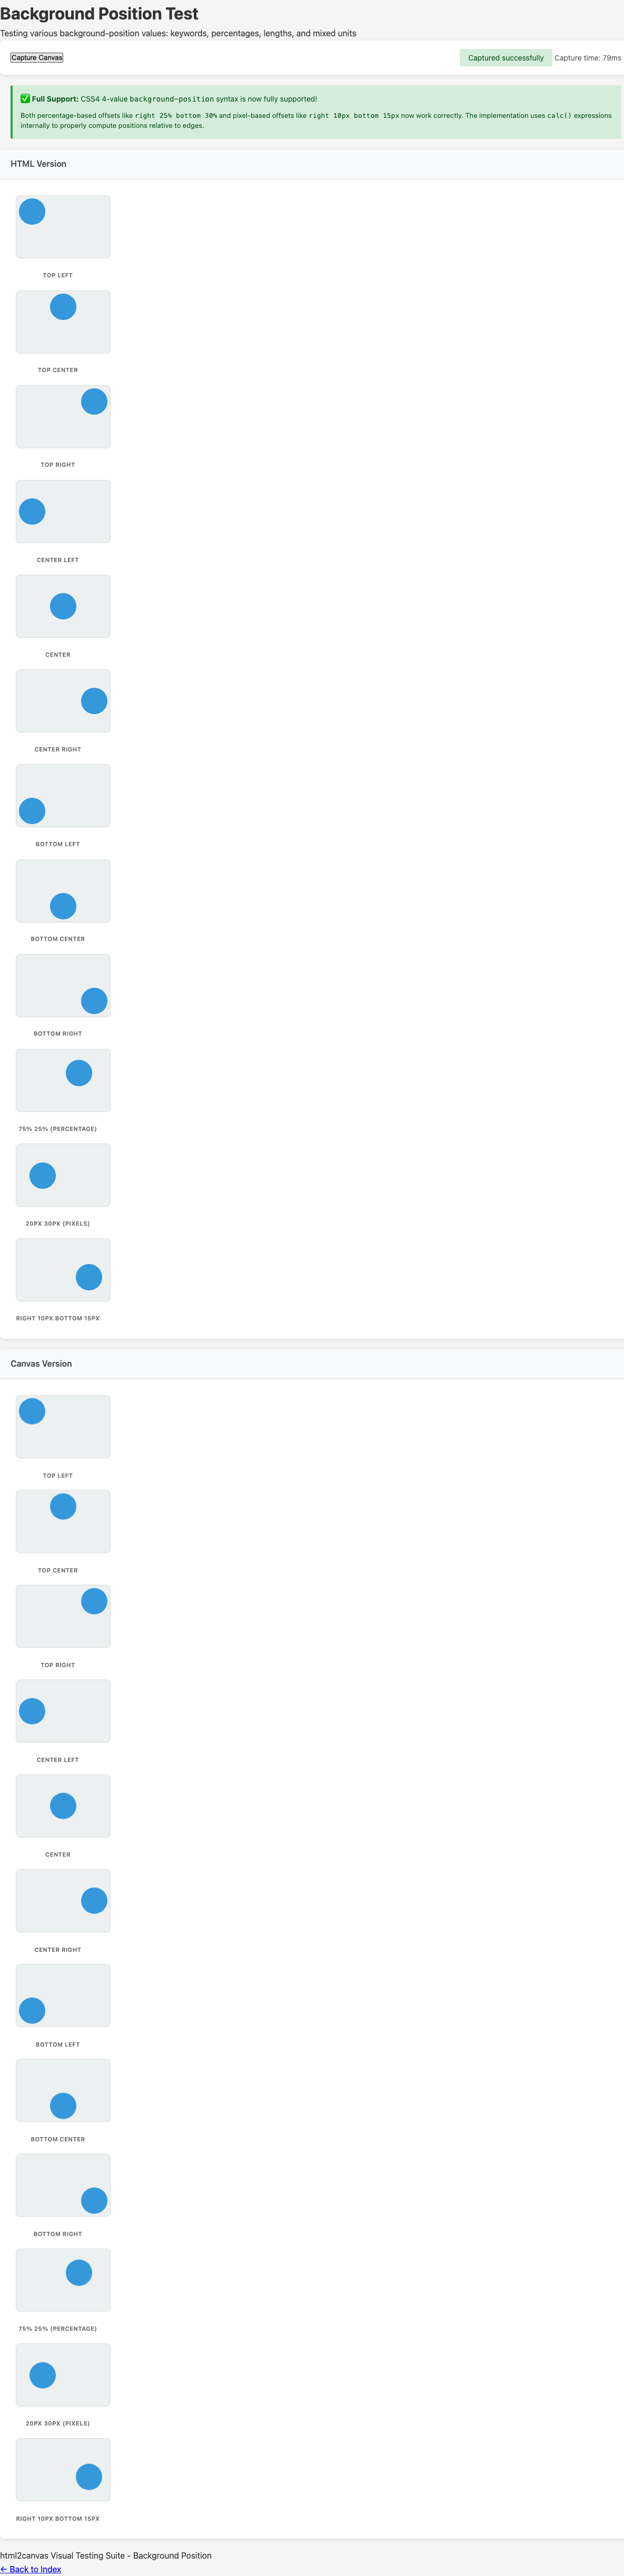 Background Position Test
Testing various background-position values: keywords, percentages, lengths, and mixed units
Capture Canvas
Captured successfully
Capture time: 79ms
✅ Full Support: CSS4 4-value background-position syntax is now fully supported!
Both percentage-based offsets like right 25% bottom 30% and pixel-based offsets like right 10px bottom 15px now work correctly. The implementation uses calc() expressions
internally to properly compute positions relative to edges.
HTML Version
TOP LEFT
TOP CENTER
TOP RIGHT
CENTER LEFT
CENTER
CENTER RIGHT
BOTTOM LEFT
BOTTOM CENTER
BOTTOM RIGHT
75% 25% (PERCENTAGE)
20PX 30PX (PIXELS)
RIGHT 10PX BOTTOM 15PX
Canvas Version
TOP LEFT
TOP CENTER
TOP RIGHT
CENTER LEFT
CENTER
CENTER RIGHT
BOTTOM LEFT
BOTTOM CENTER
BOTTOM RIGHT
75% 25% (PERCENTAGE)
20PX 30PX (PIXELS)
RIGHT 10PX BOTTOM 15PX
html2canvas Visual Testing Suite - Background Position
← Back to Index